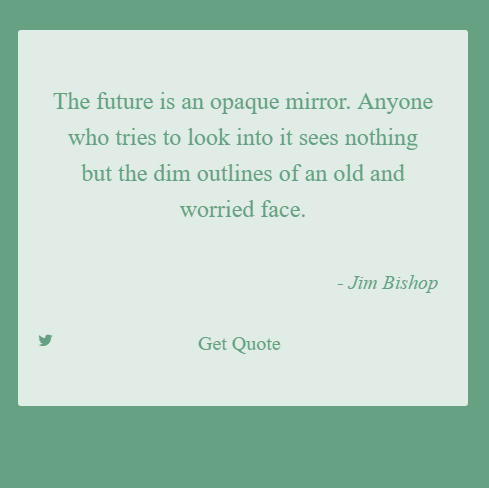 The future is an opaque mirror. Anyone
who tries to look into it sees nothing
but the dim outlines of an old and
worried face.
- Jim Bishop
Get Quote